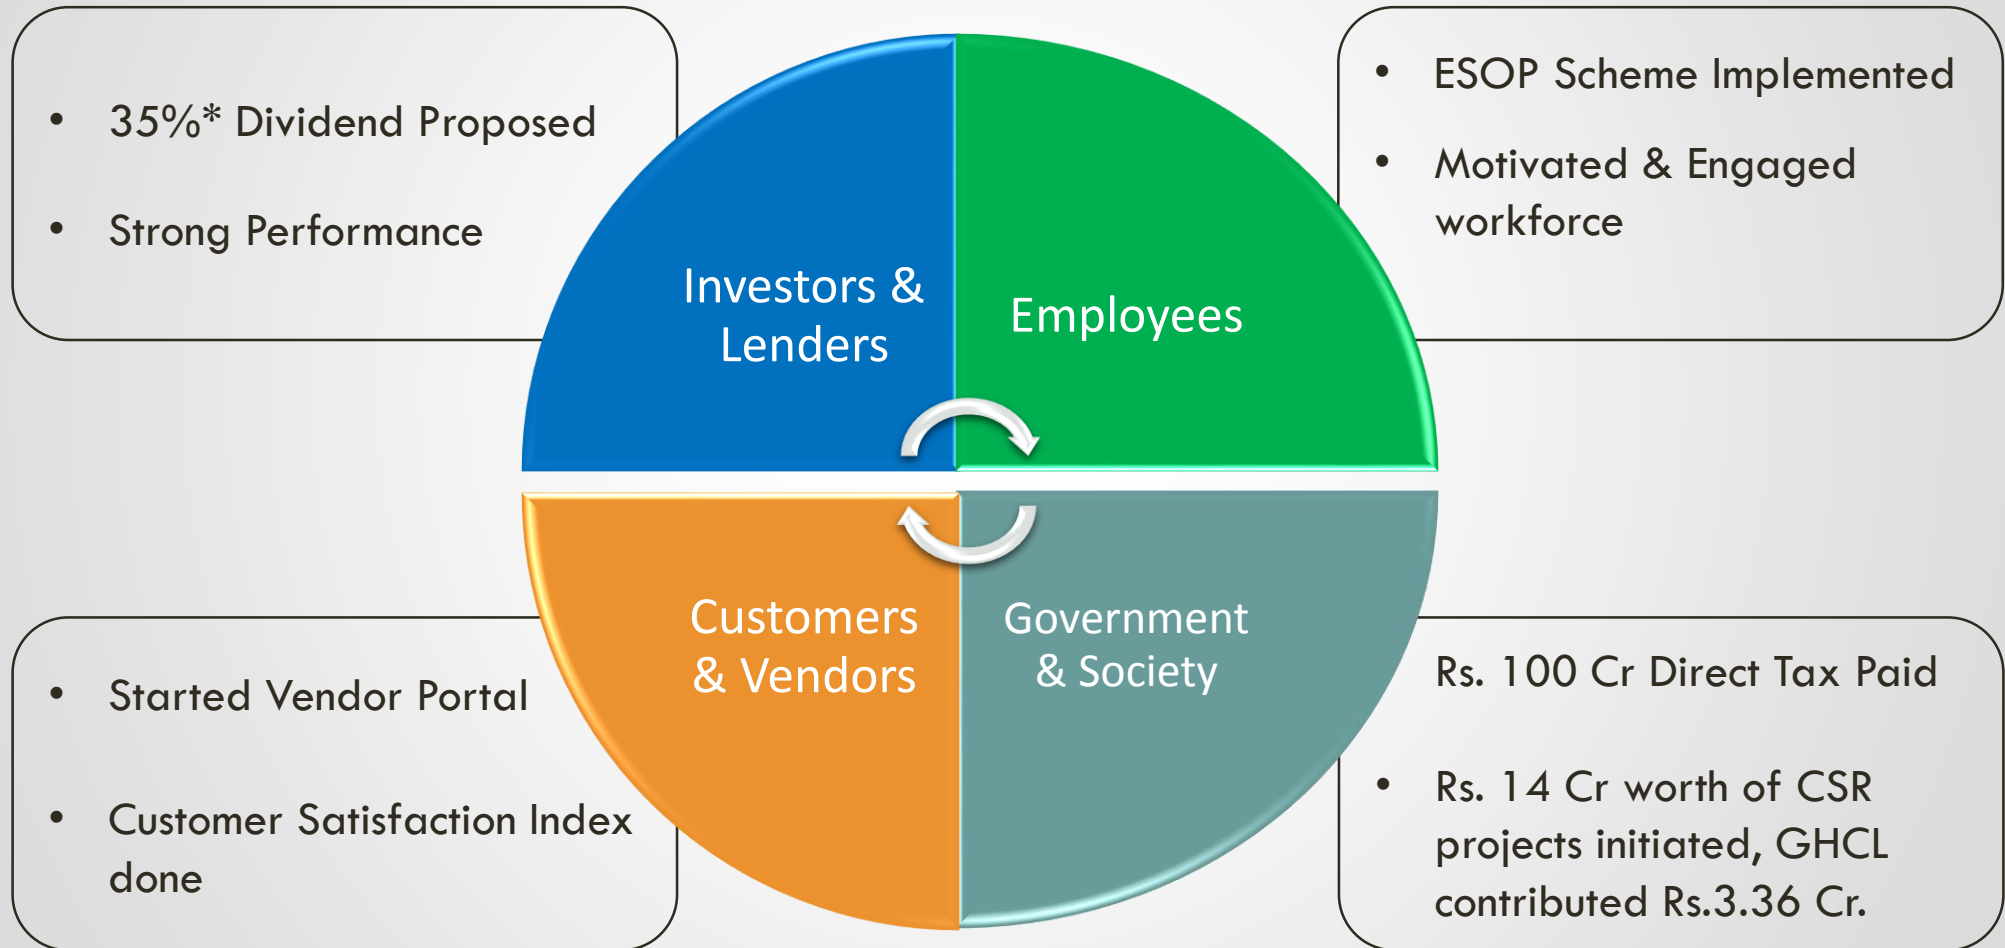 • 35%* Dividend Proposed
• Strong Performance
Investors &
Lenders
Employees
• ESOP Scheme Implemented
• Motivated & Engaged
workforce
• Started Vendor Portal
• Customer Satisfaction Index
done
Customers
& Vendors
Government
& Society
Rs. 100 Cr Direct Tax Paid
• Rs. 14 Cr worth of CSR
projects initiated, GHCL
contributed Rs.3.36 Cr.